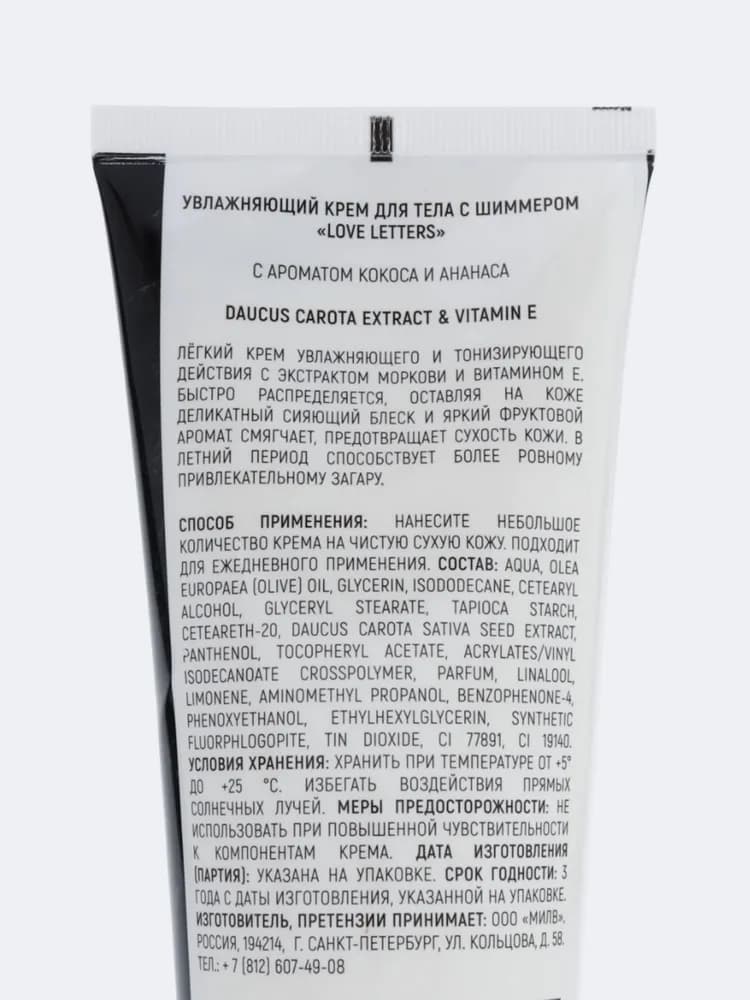 УВЛАЖНЯЮЩИЙ КРЕМ ДЛЯ ТЕЛА С ШИММЕРОМ
«LOVE LETTERS»
С АРОМАТОМ КОКОСА И АНАНАСА
DAUCUS CAROTA EXTRACT & VITAMIN E
ЛЁГКИЙ КРЕМ УВЛАЖНЯЮЩЕГО И ТОНИЗИРУЮЩЕГО
ДЕЙСТВИЯ С ЭКСТРАКТОМ МОРКОВИ И ВИТАМИНОМ Е.
БЫСТРО РАСПРЕДЕЛЯЕТСЯ, ОСТАВЛЯЯ НА КОЖЕ
ДЕЛИКАТНЫЙ СИЯЮЩИЙ БЛЕСК И ЯРКИЙ ФРУКТОВОЙ
АРОМАТ. СМЯГЧАЕТ, ПРЕДОТВРАЩАЕТ СУХОСТЬ КОЖИ. В
ЛЕТНИЙ ПЕРИОД СПОСОБСТВУЕТ БОЛЕЕ РОВНОМУ
ПРИВЛЕКАТЕЛЬНОМУ ЗАГАРУ.
СПОСОБ ПРИМЕНЕНИЯ: НАНЕСИТЕ НЕБОЛЬШОЕ
КОЛИЧЕСТВО КРЕМА НА ЧИСТУЮ СУХУЮ КОЖУ. ПОДХОДИТ
ДЛЯ ЕЖЕДНЕВНОГО ПРИМЕНЕНИЯ. СОСТАВ: AQUA, OLEA
EUROPAEA (OLIVE) OIL, GLYCERIN, ISODODECANE, CETEARYL
ALCOHOL, GLYCERYL STEARATE, TAPIOCA STARCH,
CETEARETH-20, DAUCUS CAROTA SATIVA SEED EXTRACT,
PANTHENOL, TOCOPHERYL ACETATE, ACRYLATES/VINYL
ISODECANOATE CROSSPOLYMER, PARFUM, LINALOOL,
LIMONENE, AMINOMETHYL PROPANOL, BENZOPHENONE-4,
PHENOXYETHANOL, ETHYLHEXYLGLYCERIN, SYNTHETIC
FLUORPHLOGOPITE, TIN DIOXIDE, CI 77891, CI 19140.
УСЛОВИЯ ХРАНЕНИЯ: ХРАНИТЬ ПРИ ТЕМПЕРАТУРЕ ОТ +5°
ДО +25 °С. ИЗБЕГАТЬ ВОЗДЕЙСТВИЯ ПРЯМЫХ
СОЛНЕЧНЫХ ЛУЧЕЙ. МЕРЫ ПРЕДОСТОРОЖНОСТИ: НЕ
ИСПОЛЬЗОВАТЬ ПРИ ПОВЫШЕННОЙ ЧУВСТВИТЕЛЬНОСТИ
К КОМПОНЕНТАМ КРЕМА. ДАТА ИЗГОТОВЛЕНИЯ
(ПАРТИЯ): УКАЗАНА НА УПАКОВКЕ. СРОК ГОДНОСТИ: 3
ГОДА С ДАТЫ ИЗГОТОВЛЕНИЯ, УКАЗАННОЙ НА УПАКОВКЕ.
ИЗГОТОВИТЕЛЬ, ПРЕТЕНЗИИ ПРИНИМАЕТ: ООО «МИЛВ».
РОССИЯ, 194214, Г. САНКТ-ПЕТЕРБУРГ, УЛ. КОЛЬЦОВА, Д. 58.
ТЕЛ.: +7 (812) 607-49-08